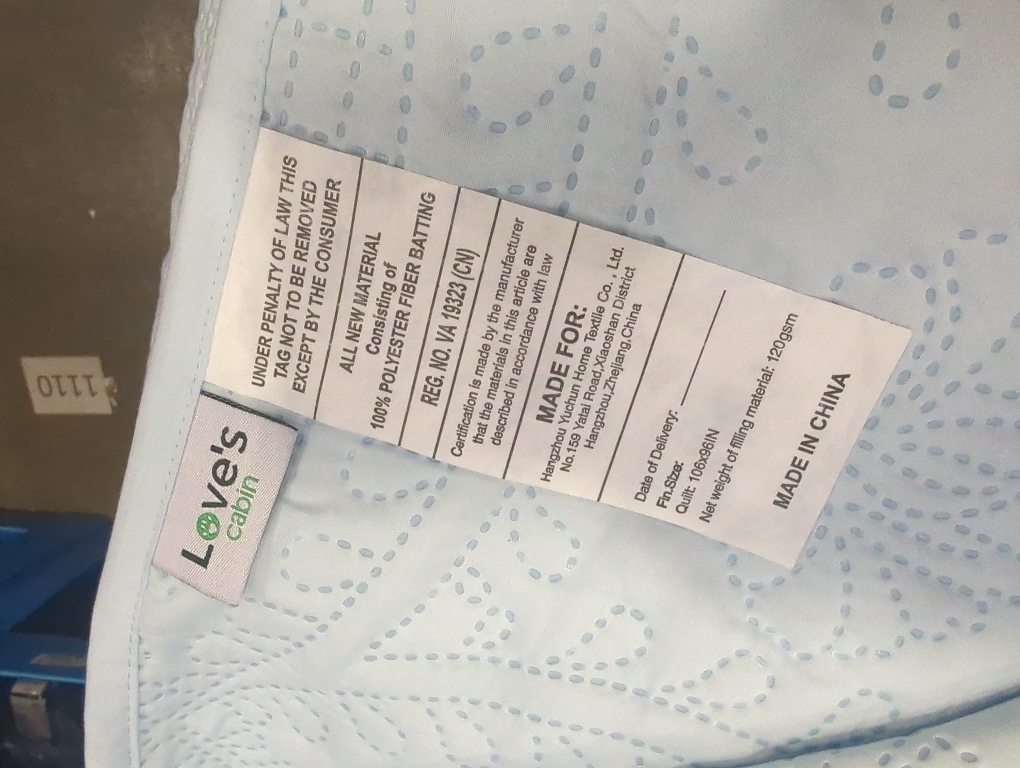 UNDER PENALTY OF LAW THIS
TAG NOT TO BE REMOVED
EXCEPT BY THE CONSUMER
ALL NEW MATERIAL
Consisting of
100% POLYESTER FIBER BATTING
REG. NO. VA 19323 (CN)
Certification is made by the manufacturer
that the materials in this article are
described in accordance with law
MADE FOR:
Hangzhou Yuchun Home Textile Co. , Ltd.
No.159 Yatai Road,Xiaoshan District
Hangzhou,Zhejiang,China
Date of Delivery:
Fin.Size:
Quilt: 106x96IN
Net weight of filling material: 120gsm
MADE IN CHINA
Love's
cabin
1110